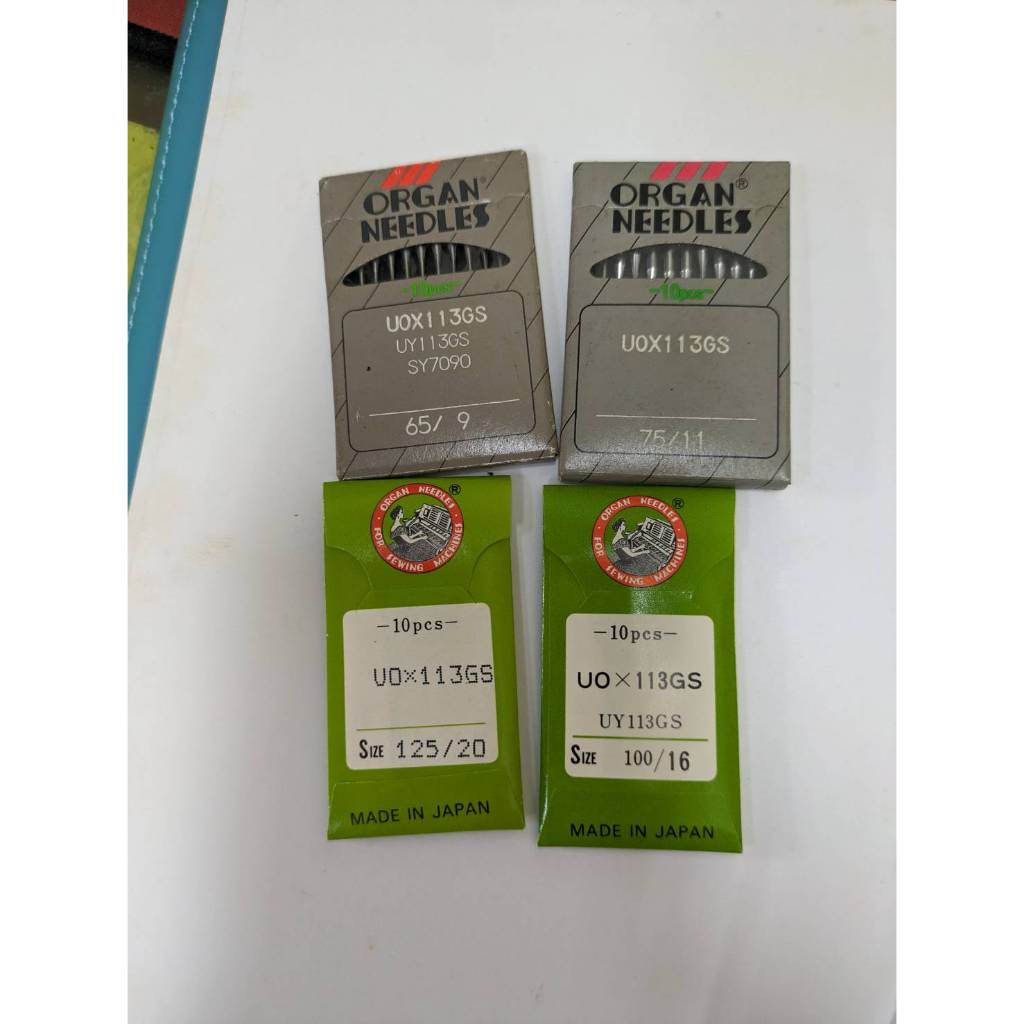 ORGAN®
NEEDLES
-10pcs-
UOX113GS
UY113GS
SY7090
65/ 9
ORGAN®
NEEDLES
-10pcs-
UOX113GS
75/11
· ORGAN NEEDLES · ®
FOR SEWING MACHINES
-10pcs-
UO×113GS
SIZE 125/20
MADE IN JAPAN
· ORGAN NEEDLES · ®
FOR SEWING MACHINES
-10pcs-
UO×113GS
UY113GS
SIZE 100/16
MADE IN JAPAN